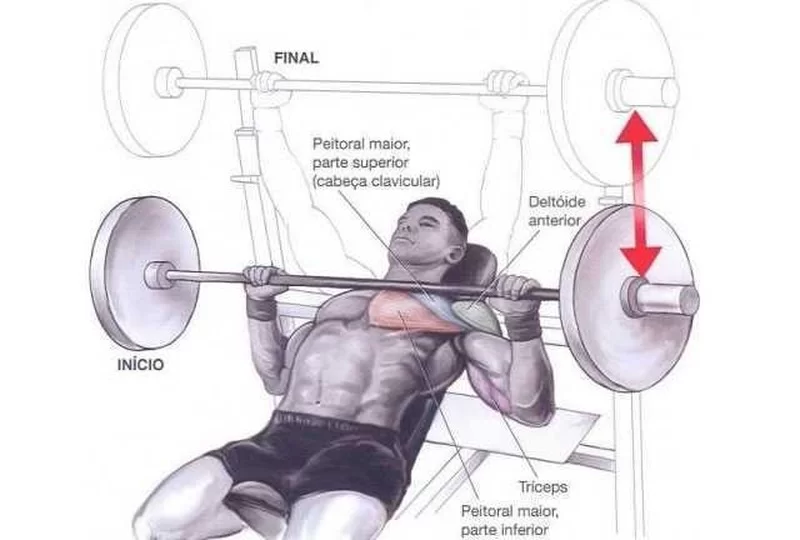 FINAL
Peitoral maior,
parte superior
(cabeça clavicular)
Deltóide
anterior
INÍCIO
Tríceps
Peitoral maior,
parte inferior